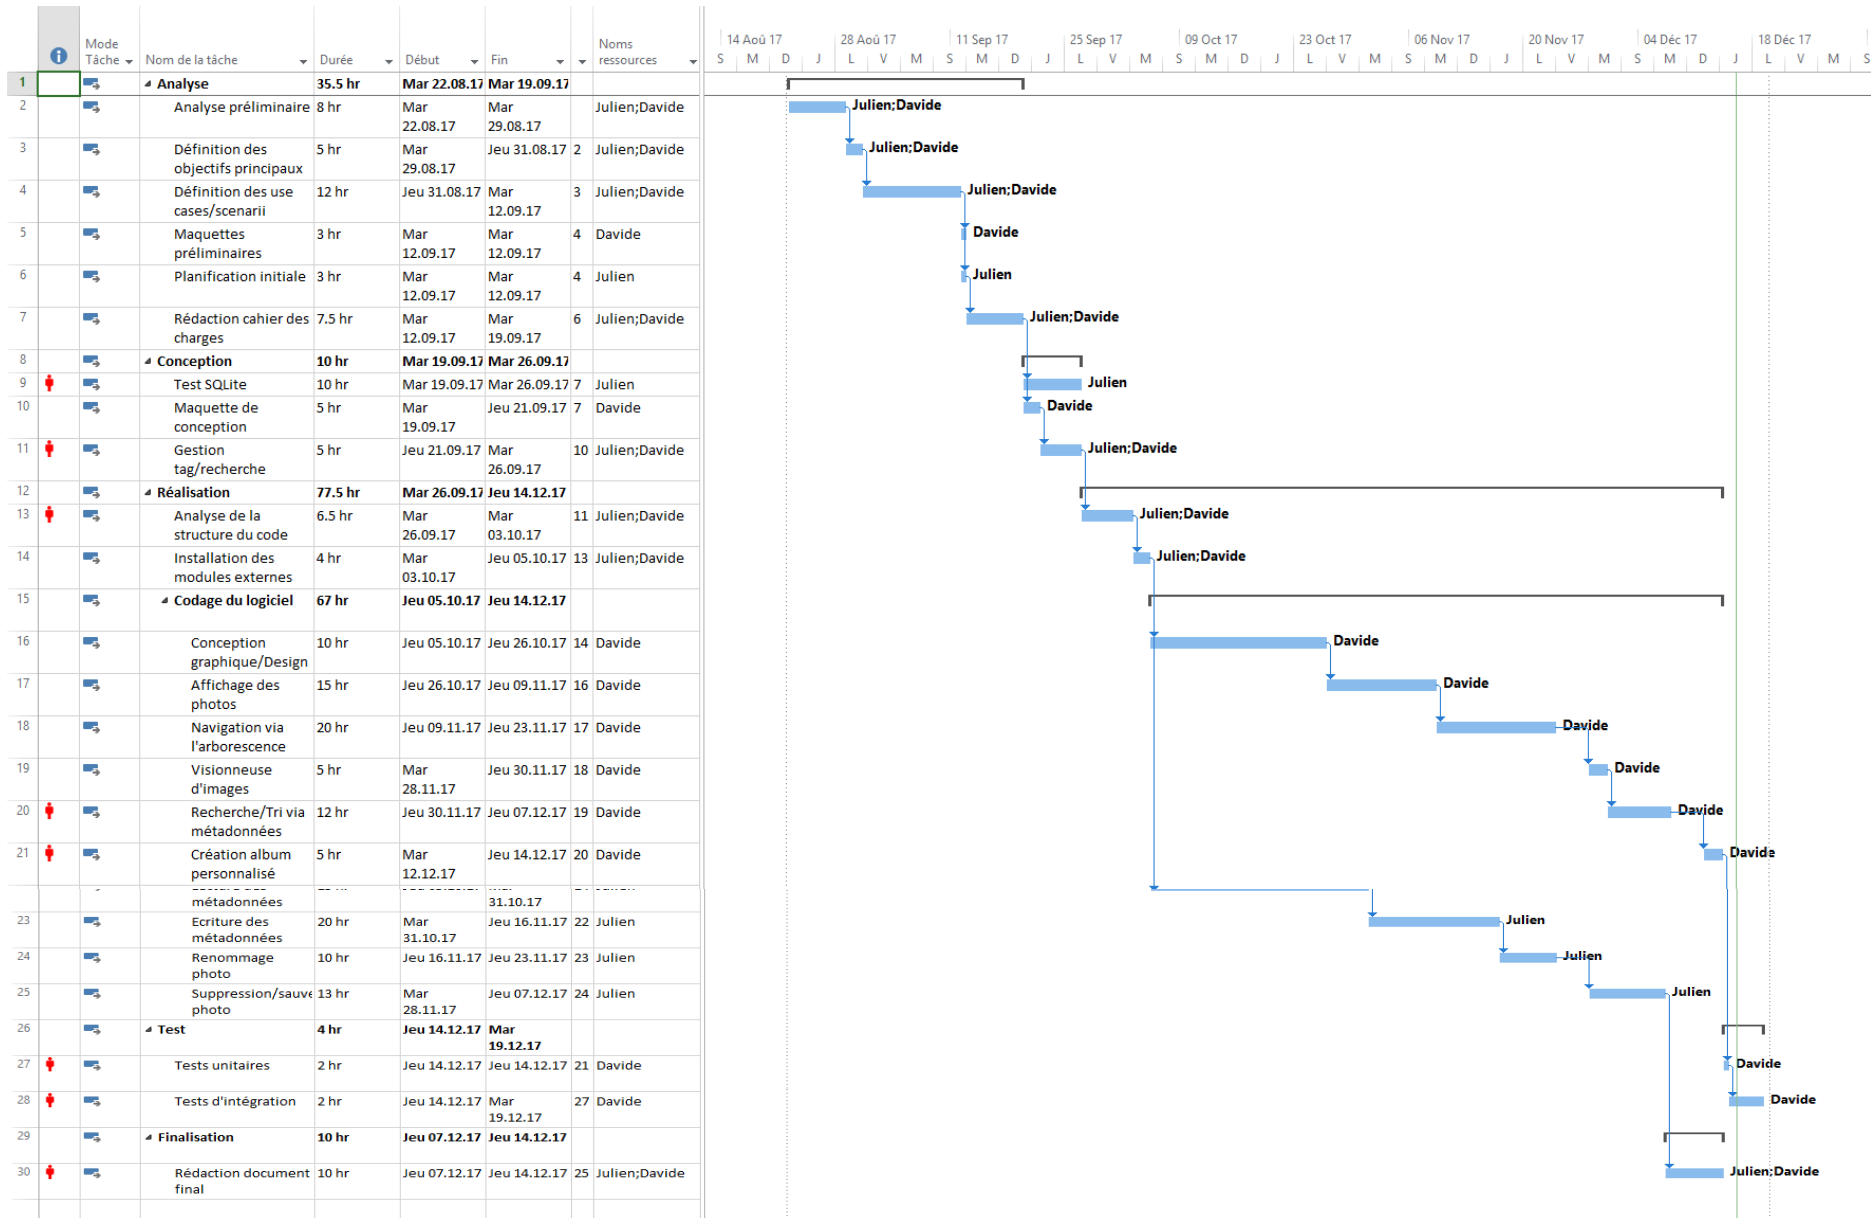 14 Aoû 17 28 Aoû 17 11 Sep 17 25 Sep 17 09 Oct 17 23 Oct 17 06 Nov 17 20 Nov 17 04 Déc 17 18 Déc 17
Mode Tâche Nom de la tâche Durée Début Fin Noms ressources
S M D J L V M S M D J L V M S M D J L V M S M D J L V M S M D J L V M S
1 Analyse 35.5 hr Mar 22.08.17 Mar 19.09.17
2 Analyse préliminaire 8 hr Mar 22.08.17 Mar 29.08.17 Julien;Davide Julien;Davide
3 Définition des objectifs principaux 5 hr Mar 29.08.17 Jeu 31.08.17 2 Julien;Davide Julien;Davide
4 Définition des use cases/scenarii 12 hr Jeu 31.08.17 Mar 12.09.17 3 Julien;Davide Julien;Davide
5 Maquettes préliminaires 3 hr Mar 12.09.17 Mar 12.09.17 4 Davide Davide
6 Planification initiale 3 hr Mar 12.09.17 Mar 12.09.17 4 Julien Julien
7 Rédaction cahier des charges 7.5 hr Mar 12.09.17 Mar 19.09.17 6 Julien;Davide Julien;Davide
8 Conception 10 hr Mar 19.09.17 Mar 26.09.17
9 Test SQLite 10 hr Mar 19.09.17 Mar 26.09.17 7 Julien Julien
10 Maquette de conception 5 hr Mar 19.09.17 Jeu 21.09.17 7 Davide Davide
11 Gestion tag/recherche 5 hr Jeu 21.09.17 Mar 26.09.17 10 Julien;Davide Julien;Davide
12 Réalisation 77.5 hr Mar 26.09.17 Jeu 14.12.17
13 Analyse de la structure du code 6.5 hr Mar 26.09.17 Mar 03.10.17 11 Julien;Davide Julien;Davide
14 Installation des modules externes 4 hr Mar 03.10.17 Jeu 05.10.17 13 Julien;Davide Julien;Davide
15 Codage du logiciel 67 hr Jeu 05.10.17 Jeu 14.12.17
16 Conception graphique/Design 10 hr Jeu 05.10.17 Jeu 26.10.17 14 Davide Davide
17 Affichage des photos 15 hr Jeu 26.10.17 Jeu 09.11.17 16 Davide Davide
18 Navigation via l'arborescence 20 hr Jeu 09.11.17 Jeu 23.11.17 17 Davide Davide
19 Visionneuse d'images 5 hr Mar 28.11.17 Jeu 30.11.17 18 Davide Davide
20 Recherche/Tri via métadonnées 12 hr Jeu 30.11.17 Jeu 07.12.17 19 Davide Davide
21 Création album personnalisé 5 hr Mar 12.12.17 Jeu 14.12.17 20 Davide Davide
métadonnées 31.10.17
23 Ecriture des métadonnées 20 hr Mar 31.10.17 Jeu 16.11.17 22 Julien Julien
24 Renommage photo 10 hr Jeu 16.11.17 Jeu 23.11.17 23 Julien Julien
25 Suppression/sauve photo 13 hr Mar 28.11.17 Jeu 07.12.17 24 Julien Julien
26 Test 4 hr Jeu 14.12.17 Mar 19.12.17
27 Tests unitaires 2 hr Jeu 14.12.17 Jeu 14.12.17 21 Davide Davide
28 Tests d'intégration 2 hr Jeu 14.12.17 Mar 19.12.17 27 Davide Davide
29 Finalisation 10 hr Jeu 07.12.17 Jeu 14.12.17
30 Rédaction document final 10 hr Jeu 07.12.17 Jeu 14.12.17 25 Julien;Davide Julien;Davide